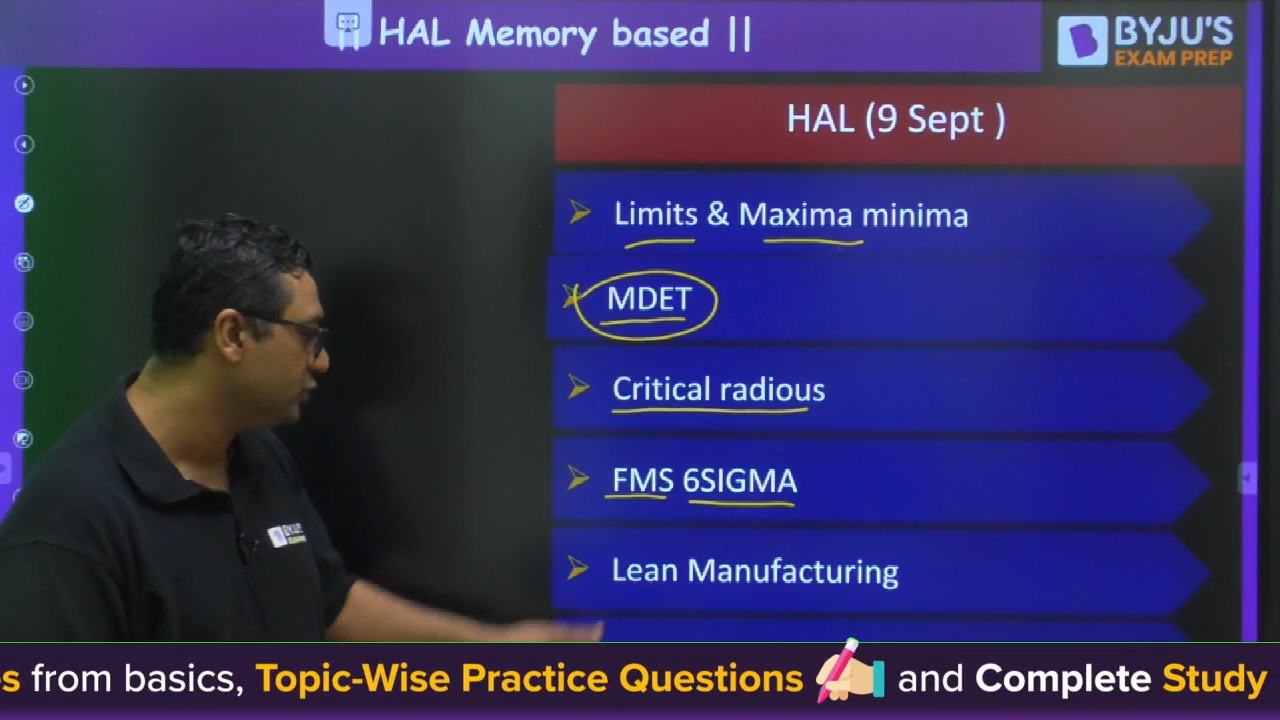 HAL Memory based ||
BYJU'S
EXAM PREP
HAL (9 Sept )
Limits & Maxima minima
MDET
Critical radious
FMS 6SIGMA
Lean Manufacturing
BYJU'S
s from basics, Topic-Wise Practice Questions and Complete Study